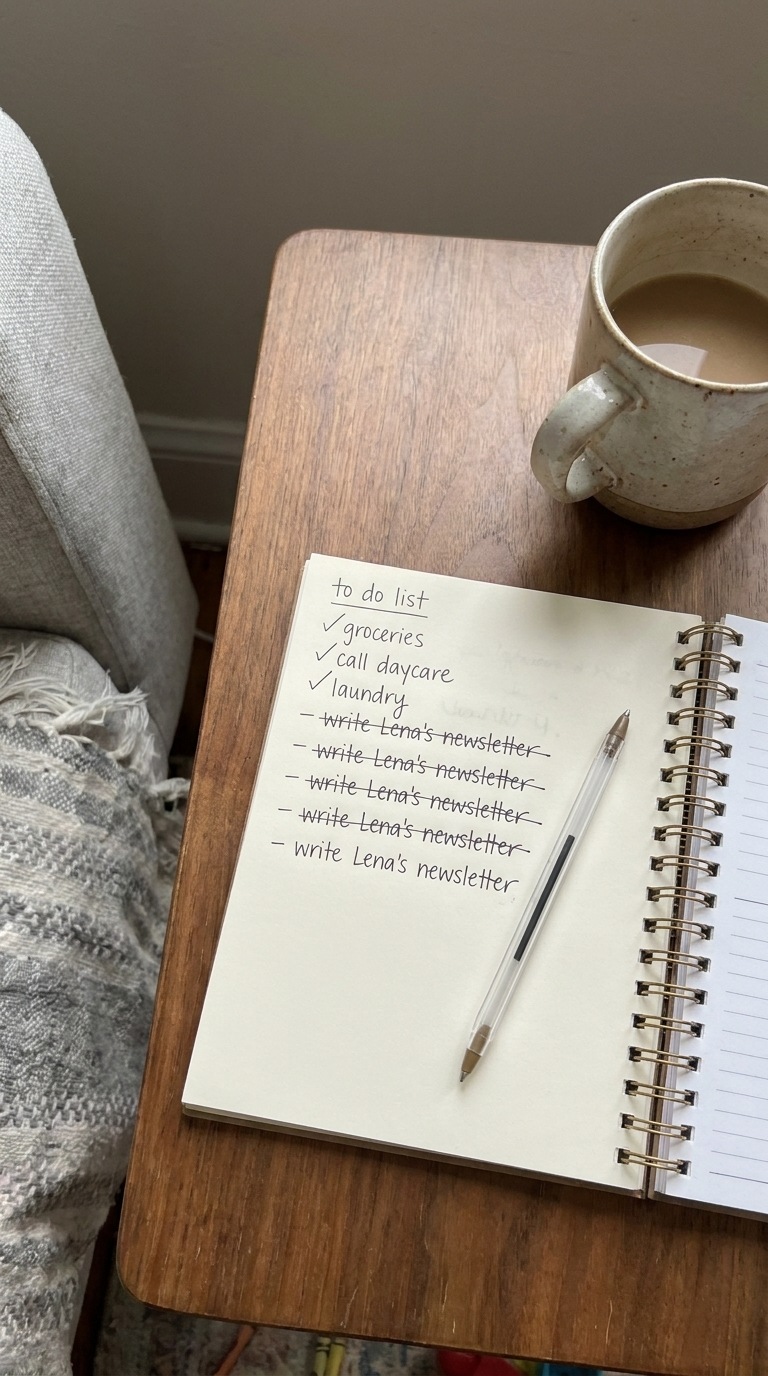 to do list
✓ groceries
✓ call daycare
✓ laundry
- write Lena's newsletter
- write Lena's newsletter
- write Lena's newsletter
- write Lena's newsletter
- write Lena's newsletter